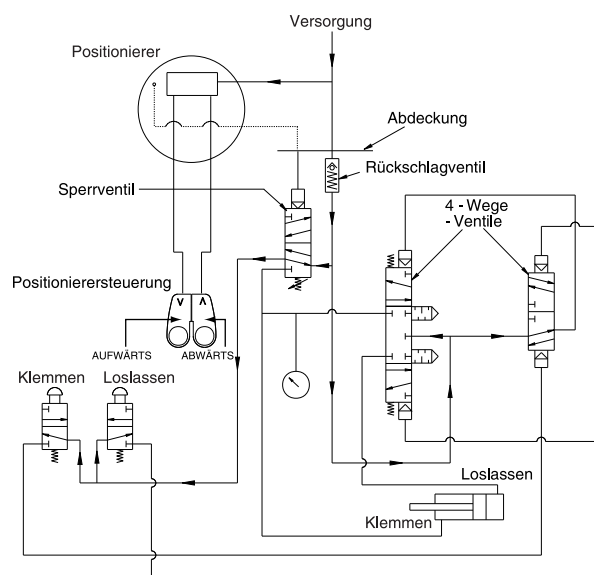 Versorgung
Positionierer
Abdeckung
Rückschlagventil
Sperrventil
4 - Wege
- Ventile
Positionierersteuerung
AUFWÄRTS
ABWÄRTS
Klemmen
Loslassen
Loslassen
Klemmen